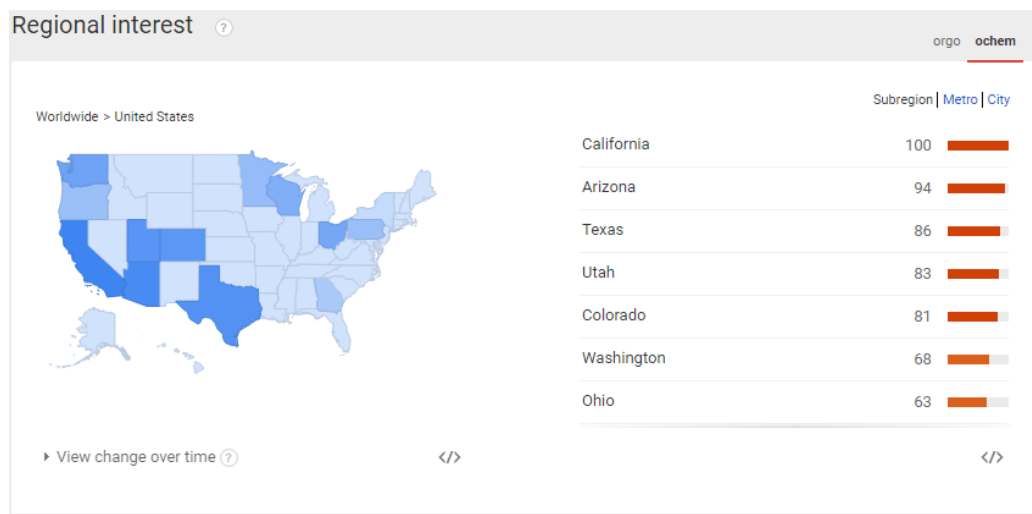 Regional interest ?
orgo ochem
Subregion | Metro | City
Worldwide > United States
California 100
Arizona 94
Texas 86
Utah 83
Colorado 81
Washington 68
Ohio 63
View change over time ? </> </>